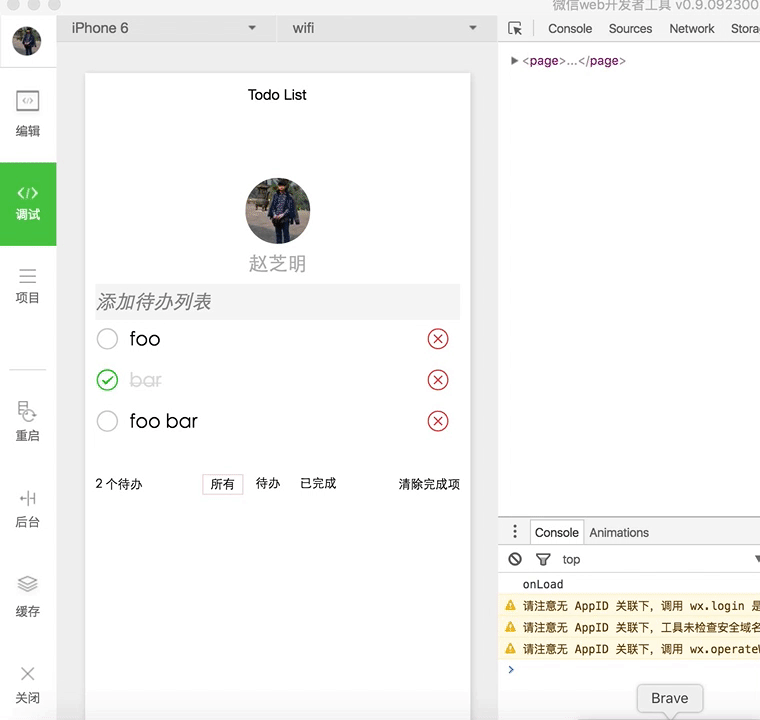 微信web开发者工具 v0.9.092300
iPhone 6
wifi
Console
Sources
Network
<page>…</page>
Todo List
编辑
调试
项目
重启
后台
缓存
关闭
赵芝明
添加待办列表
foo
bar
foo bar
2 个待办
所有
待办
已完成
清除完成项
Console
Animations
top
onLoad
请注意无 AppID 关联下，调用 wx.login 是
请注意无 AppID 关联下，工具未检查安全域名
请注意无 AppID 关联下，调用 wx.operateW
Brave